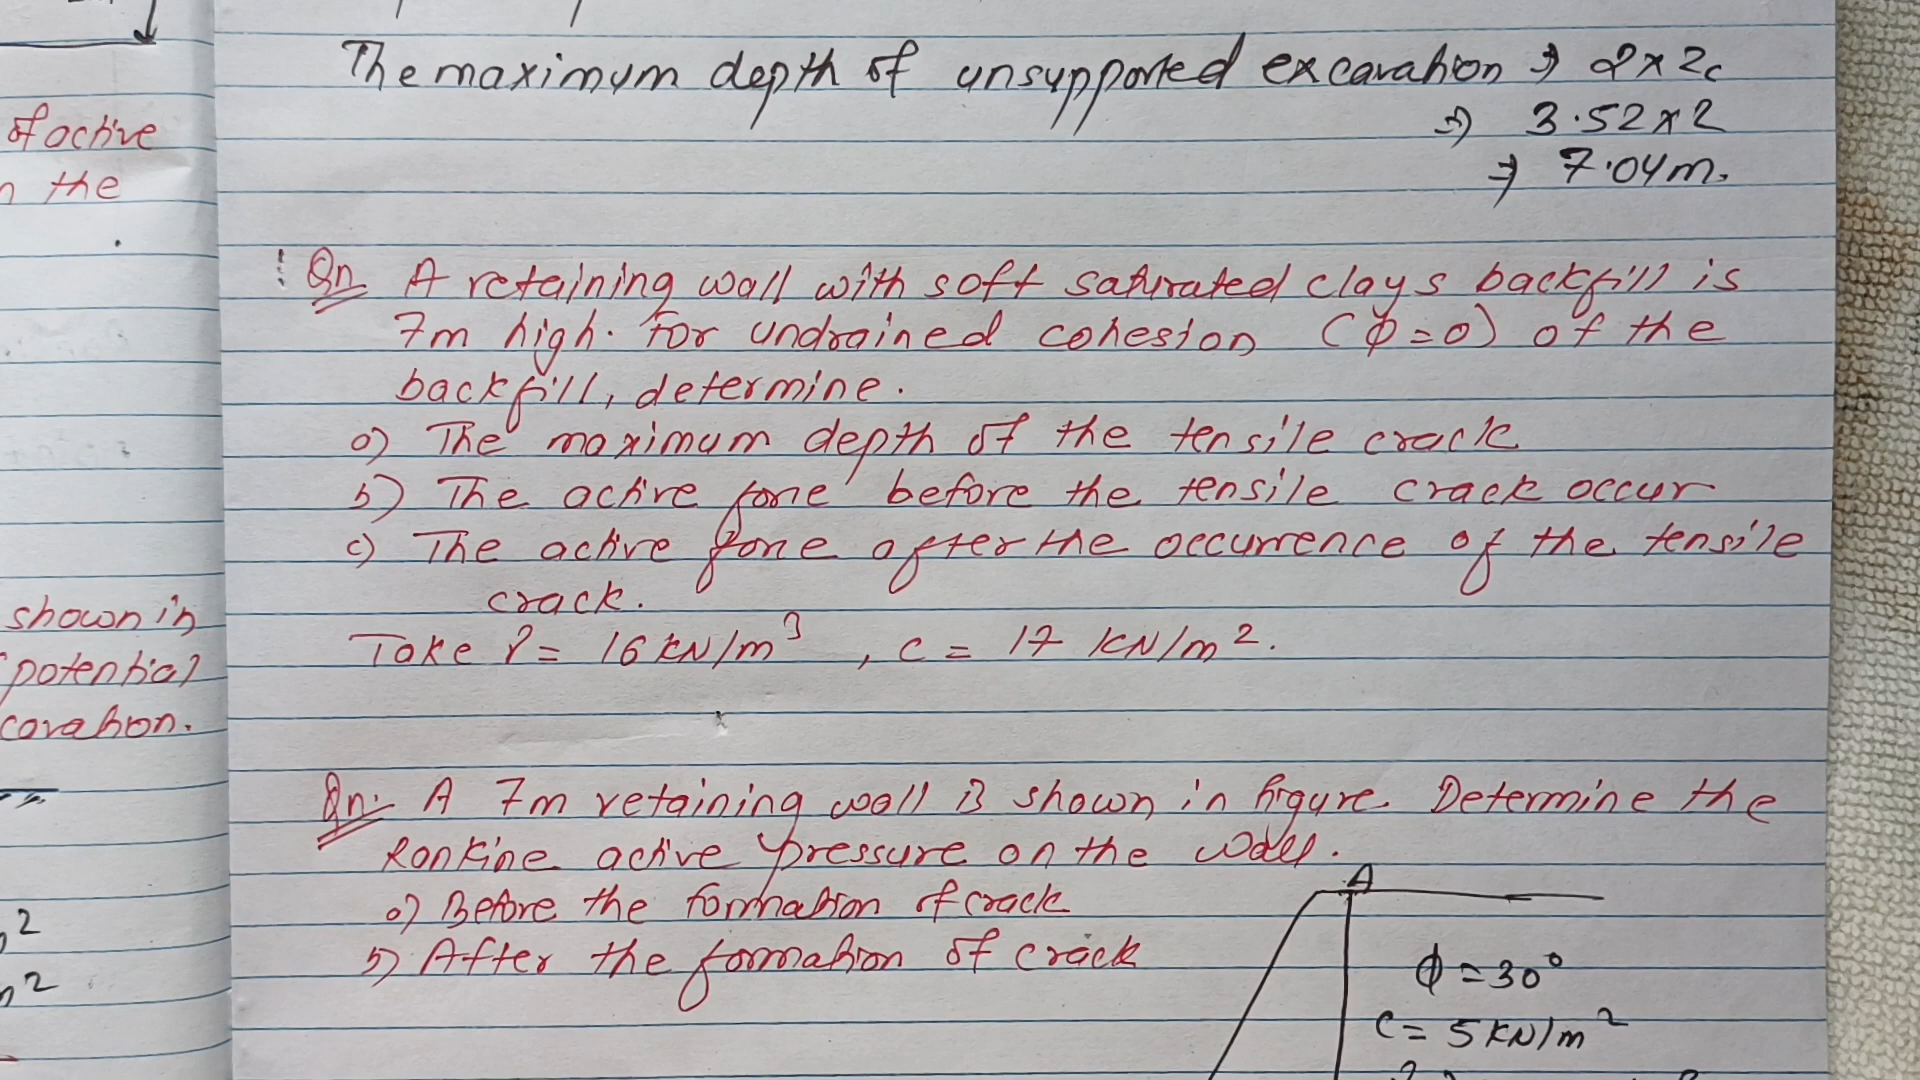 The maximum depth of unsupported excavation ⇒ 2 x Zc
⇒ 3.52 x 2
⇒ 7.04m.
of active
the
Qn A retaining wall with soft saturated clays backfill is
7m high. For undrained cohesion (φ=0) of the
backfill, determine.
a) The maximum depth of the tensile crack
b) The active force before the tensile crack occur
c) The active force after the occurrence of the tensile
crack.
Take γ = 16 kN/m³, c = 17 kN/m².
shown in
potential
cavation.
Qn:- A 7m retaining wall is shown in figure. Determine the
Rankine active pressure on the wall.
a) Before the formation of crack
b) After the formation of crack
A
φ = 30°
c = 5 kN/m²
2
2